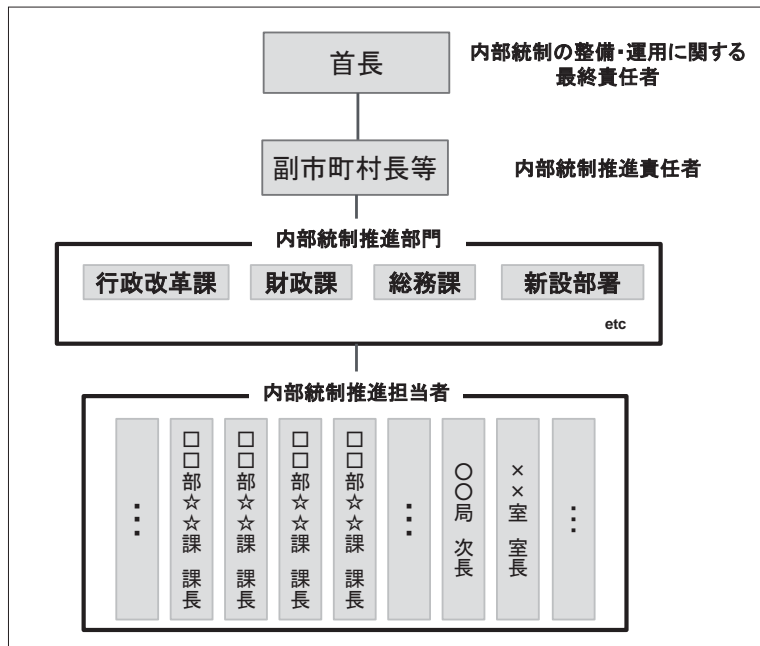 首長
内部統制の整備・運用に関する
最終責任者
副市町村長等
内部統制推進責任者
内部統制推進部門
行政改革課
財政課
総務課
新設部署
etc
内部統制推進担当者
…
□□部☆☆課 課長
□□部☆☆課 課長
□□部☆☆課 課長
□□部☆☆課 課長
…
○○局 次長
××室 室長
…